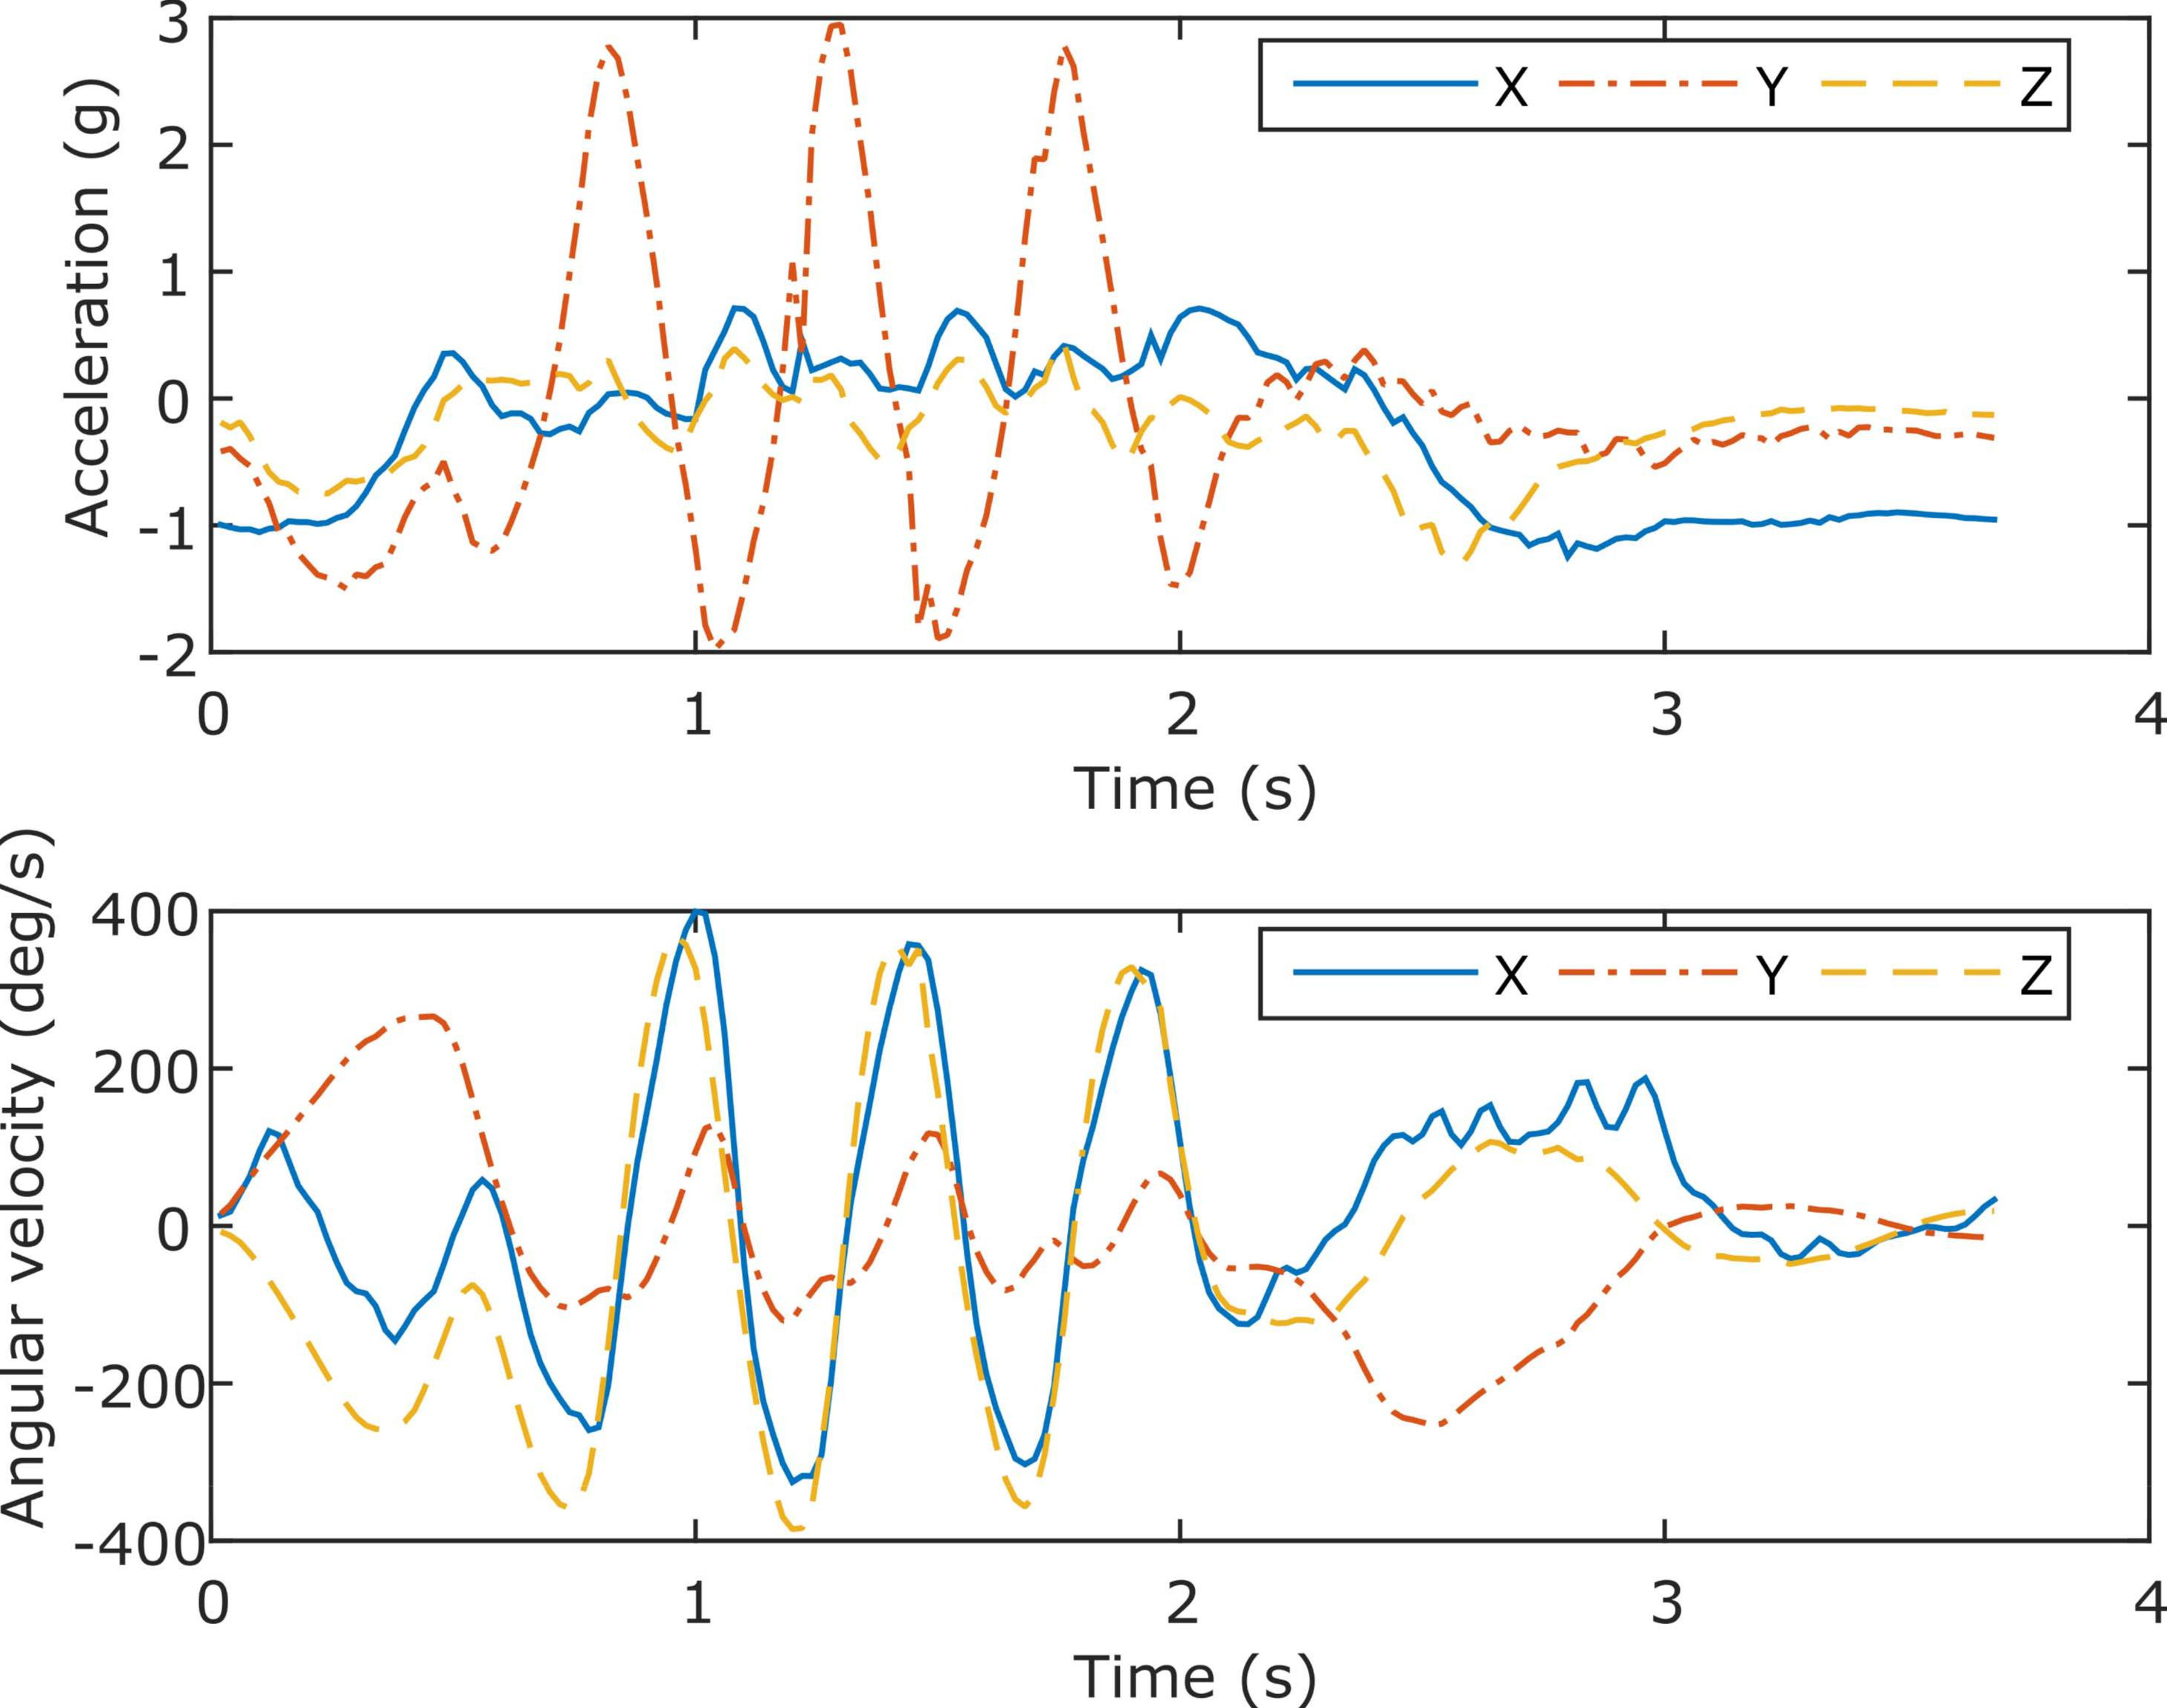 Acceleration (g)
3
2
1
0
-1
-2
X Y Z
0 1 2 3 4
Time (s)
Angular velocity (deg/s)
400
200
0
-200
-400
X Y Z
0 1 2 3 4
Time (s)